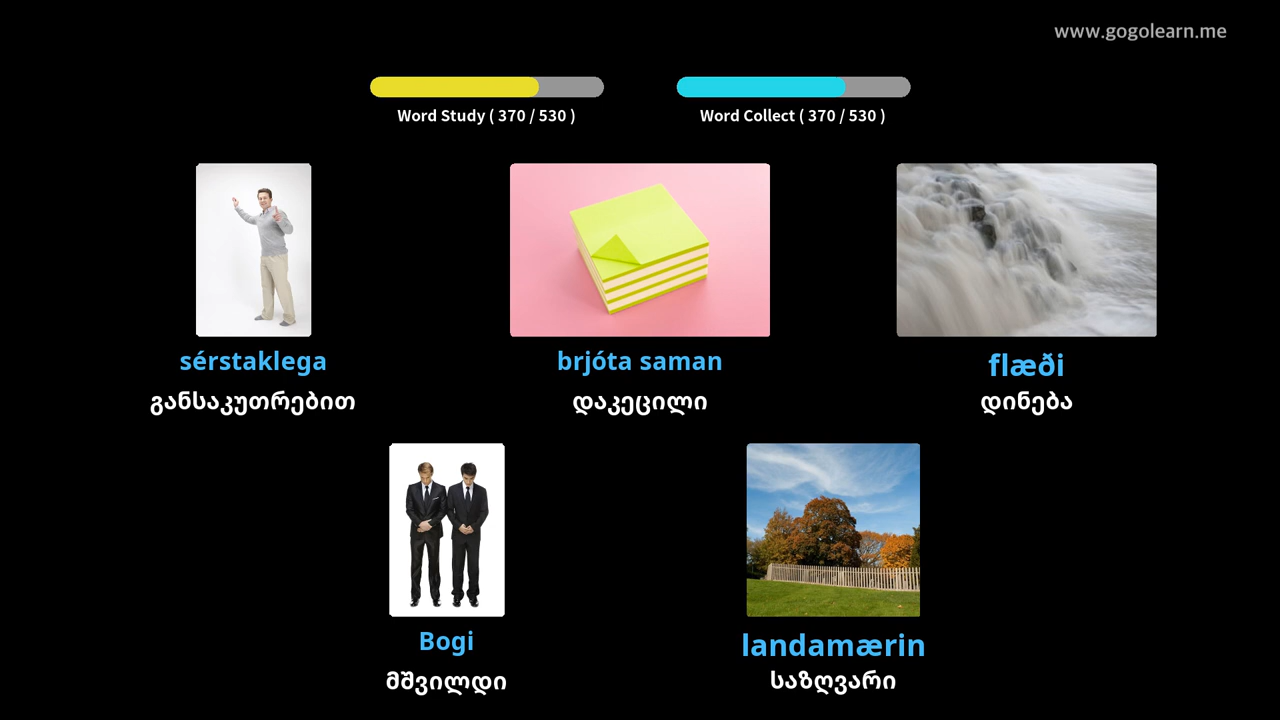 www.gogolearn.me
Word Study ( 370 / 530 )
Word Collect ( 370 / 530 )
sérstaklega
brjóta saman
flæði
განსაკუთრებით
დაკეცილი
დინება
Bogi
landamærin
მშვილდი
საზღვარი